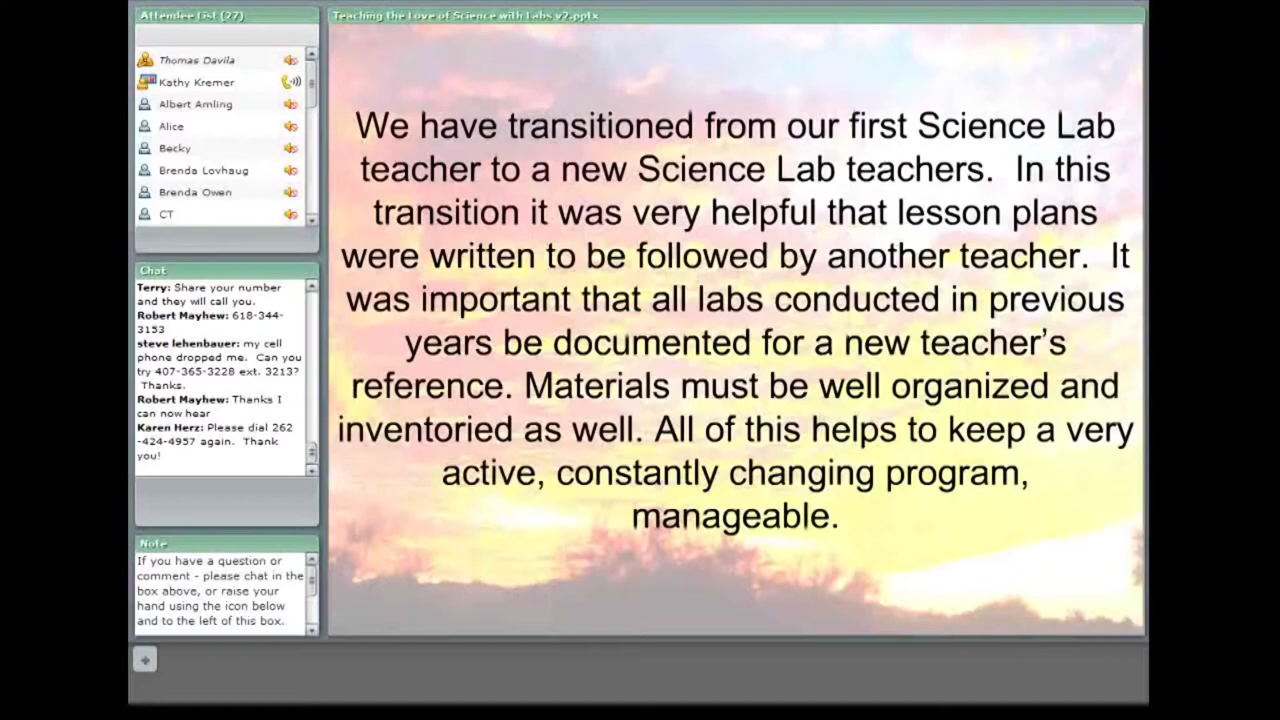 Attendee List (27)
Thomas Davila
Kathy Kremer
Albert Amling
Alice
Becky
Brenda Lovhaug
Brenda Owen
CT
Chat
Terry: Share your number
and they will call you.
Robert Mayhew: 618-344-
3153
steve lehenbauer: my cell
phone dropped me. Can you
try 407-365-3228 ext. 3213?
Thanks.
Robert Mayhew: Thanks I
can now hear
Karen Herz: Please dial 262
-424-4957 again. Thank
you!
Note
If you have a question or
comment - please chat in the
box above, or raise your
hand using the icon below
and to the left of this box.
Teaching the Love of Science with Labs v2.pptx
We have transitioned from our first Science Lab
teacher to a new Science Lab teachers. In this
transition it was very helpful that lesson plans
were written to be followed by another teacher. It
was important that all labs conducted in previous
years be documented for a new teacher’s
reference. Materials must be well organized and
inventoried as well. All of this helps to keep a very
active, constantly changing program,
manageable.